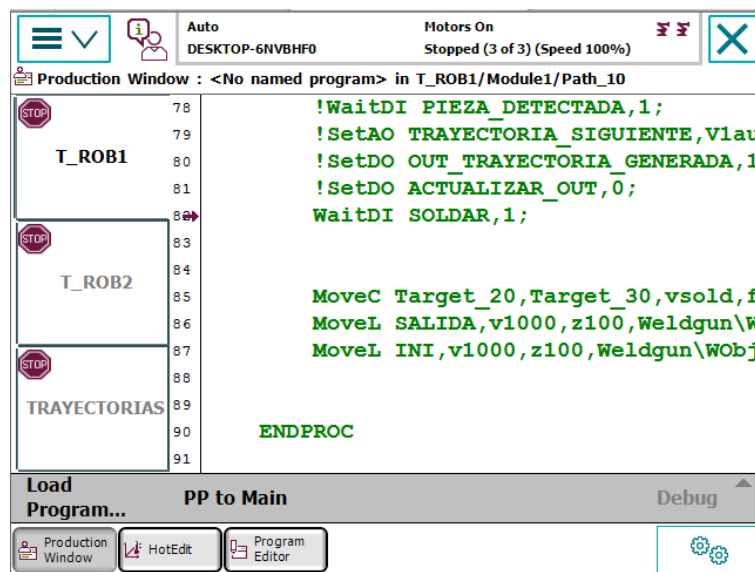 Auto
DESKTOP-6NVBHF0
Motors On
Stopped (3 of 3) (Speed 100%)
Production Window : <No named program> in T_ROB1/Module1/Path_10
STOP
T_ROB1
STOP
T_ROB2
STOP
TRAYECTORIAS
78 !WaitDI PIEZA_DETECTADA,1;
79 !SetAO TRAYECTORIA_SIGUIENTE,V1au
80 !SetDO OUT_TRAYECTORIA_GENERADA,1
81 !SetDO ACTUALIZAR_OUT,0;
82 WaitDI SOLDAR,1;
83
84
85 MoveC Target_20,Target_30,vsold,f
86 MoveL SALIDA,v1000,z100,Weldgun\W
87 MoveL INI,v1000,z100,Weldgun\WObj
88
89
90 ENDPROC
91
Load Program...
PP to Main
Debug
Production Window
HotEdit
Program Editor